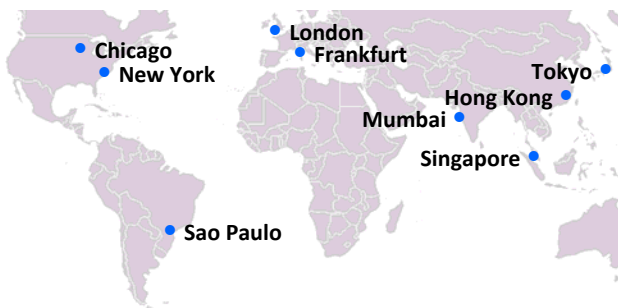 London
Chicago
Frankfurt
New York
Tokyo
Hong Kong
Mumbai
Singapore
Sao Paulo